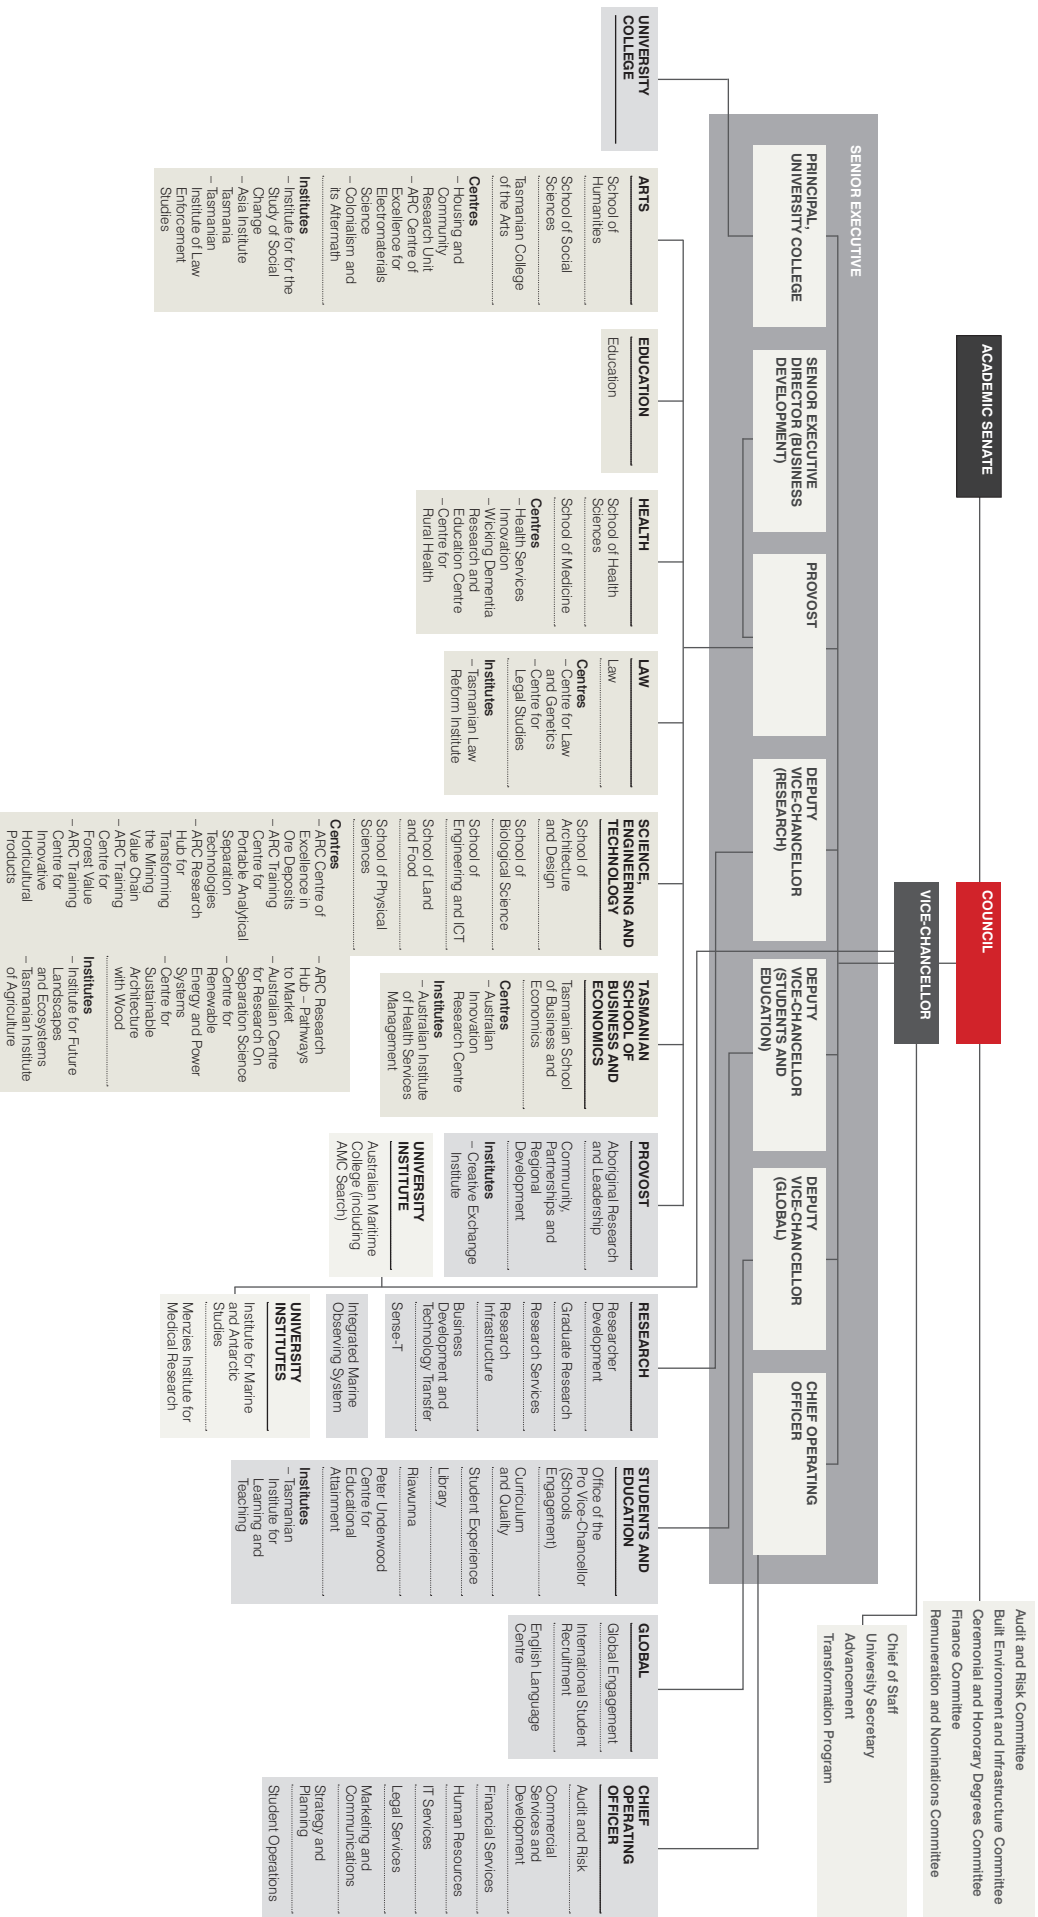 ACADEMIC SENATE
COUNCIL
VICE-CHANCELLOR
Audit and Risk Committee
Built Environment and Infrastructure Committee
Ceremonial and Honorary Degrees Committee
Finance Committee
Remuneration and Nominations Committee
Chief of Staff
University Secretary
Advancement
Transformation Program
SENIOR EXECUTIVE
PRINCIPAL,
UNIVERSITY COLLEGE
SENIOR EXECUTIVE
DIRECTOR (BUSINESS
DEVELOPMENT)
PROVOST
DEPUTY
VICE-CHANCELLOR
(RESEARCH)
DEPUTY
VICE-CHANCELLOR
(STUDENTS AND
EDUCATION)
DEPUTY
VICE-CHANCELLOR
(GLOBAL)
CHIEF OPERATING
OFFICER
UNIVERSITY
COLLEGE
ARTS
School of
Humanities
School of Social
Sciences
Tasmanian College
of the Arts
Centres
– Housing and
Community
Research Unit
– ARC Centre of
Excellence for
Electromaterials
Science
– Colonialism and
its Aftermath
Institutes
– Institute for for the
Study of Social
Change
– Asia Institute
Tasmania
– Tasmanian
Institute of Law
Enforcement
Studies
EDUCATION
Education
HEALTH
School of Health
Sciences
School of Medicine
Centres
– Health Services
Innovation
– Wicking Dementia
Research and
Education Centre
– Centre for
Rural Health
LAW
Law
Centres
– Centre for Law
and Genetics
– Centre for
Legal Studies
Institutes
– Tasmanian Law
Reform Institute
SCIENCE,
ENGINEERING AND
TECHNOLOGY
School of
Architecture
and Design
School of
Biological Science
School of
Engineering and ICT
School of Land
and Food
School of Physical
Sciences
Centres
– ARC Centre of
Excellence in
Ore Deposits
– ARC Training
Centre for
Portable Analytical
Separation
Technologies
– ARC Research
Hub for
Transforming
the Mining
Value Chain
– ARC Training
Centre for
Forest Value
– ARC Training
Centre for
Innovative
Horticultural
Products
– ARC Research
Hub – Pathways
to Market
– Australian Centre
for Research On
Separation Science
– Centre for
Renewable
Energy and Power
Systems
– Centre for
Sustainable
Architecture
with Wood
Institutes
– Institute for Future
Landscapes
and Ecosystems
– Tasmanian Institute
of Agriculture
TASMANIAN
SCHOOL OF
BUSINESS AND
ECONOMICS
Tasmanian School
of Business and
Economics
Centres
– Australian
Innovation
Research Centre
Institutes
– Australian Institute
of Health Services
Management
PROVOST
Aboriginal Research
and Leadership
Community,
Partnerships and
Regional
Development
Institutes
– Creative Exchange
Institute
UNIVERSITY
INSTITUTE
Australian Maritime
College (including
AMC Search)
RESEARCH
Researcher
Development
Graduate Research
Research Services
Research
Infrastructure
Business
Development and
Technology Transfer
Sense-T
Integrated Marine
Observing System
UNIVERSITY
INSTITUTES
Institute for Marine
and Antarctic
Studies
Menzies Institute for
Medical Research
STUDENTS AND
EDUCATION
Office of the
Pro Vice-Chancellor
(Schools
Engagement)
Curriculum
and Quality
Student Experience
Library
Riawunna
Peter Underwood
Centre for
Educational
Attainment
Institutes
– Tasmanian
Institute for
Learning and
Teaching
GLOBAL
Global Engagement
International Student
Recruitment
English Language
Centre
CHIEF
OPERATING
OFFICER
Audit and Risk
Commercial
Services and
Development
Financial Services
Human Resources
IT Services
Legal Services
Marketing and
Communications
Strategy and
Planning
Student Operations